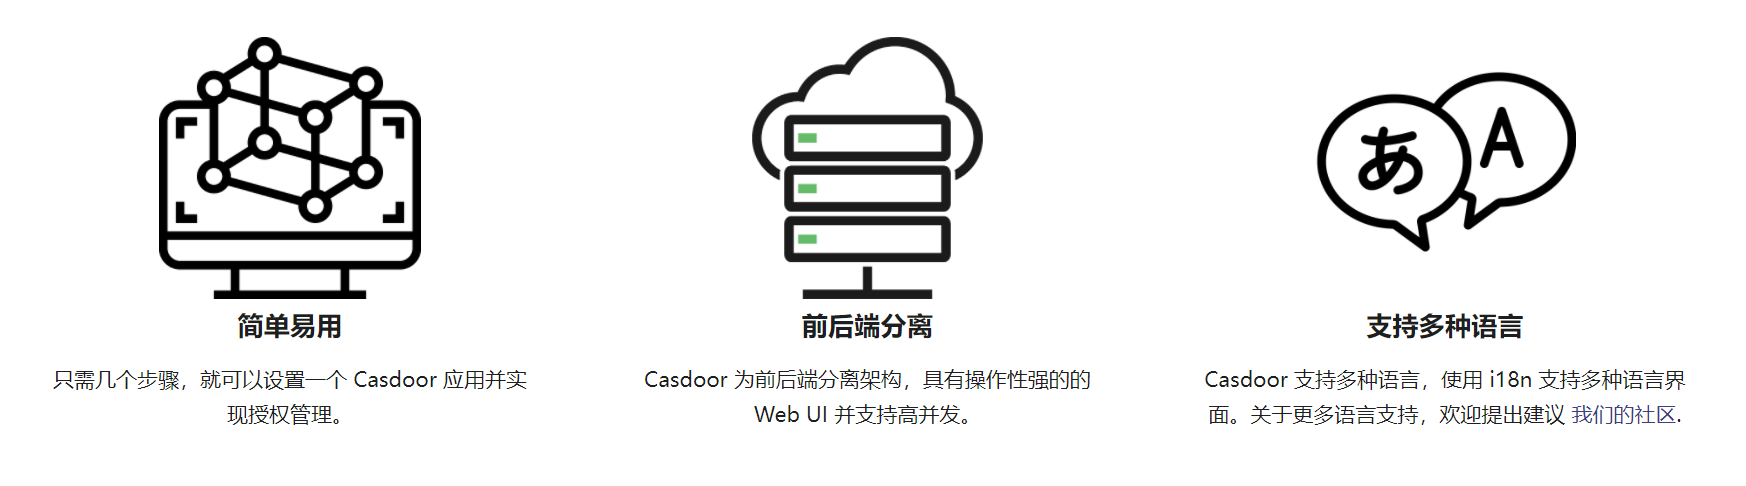 あ A
简单易用
只需几个步骤，就可以设置一个 Casdoor 应用并实
现授权管理。
前后端分离
Casdoor 为前后端分离架构，具有操作性强的的
Web UI 并支持高并发。
支持多种语言
Casdoor 支持多种语言，使用 i18n 支持多种语言界
面。关于更多语言支持，欢迎提出建议 我们的社区.